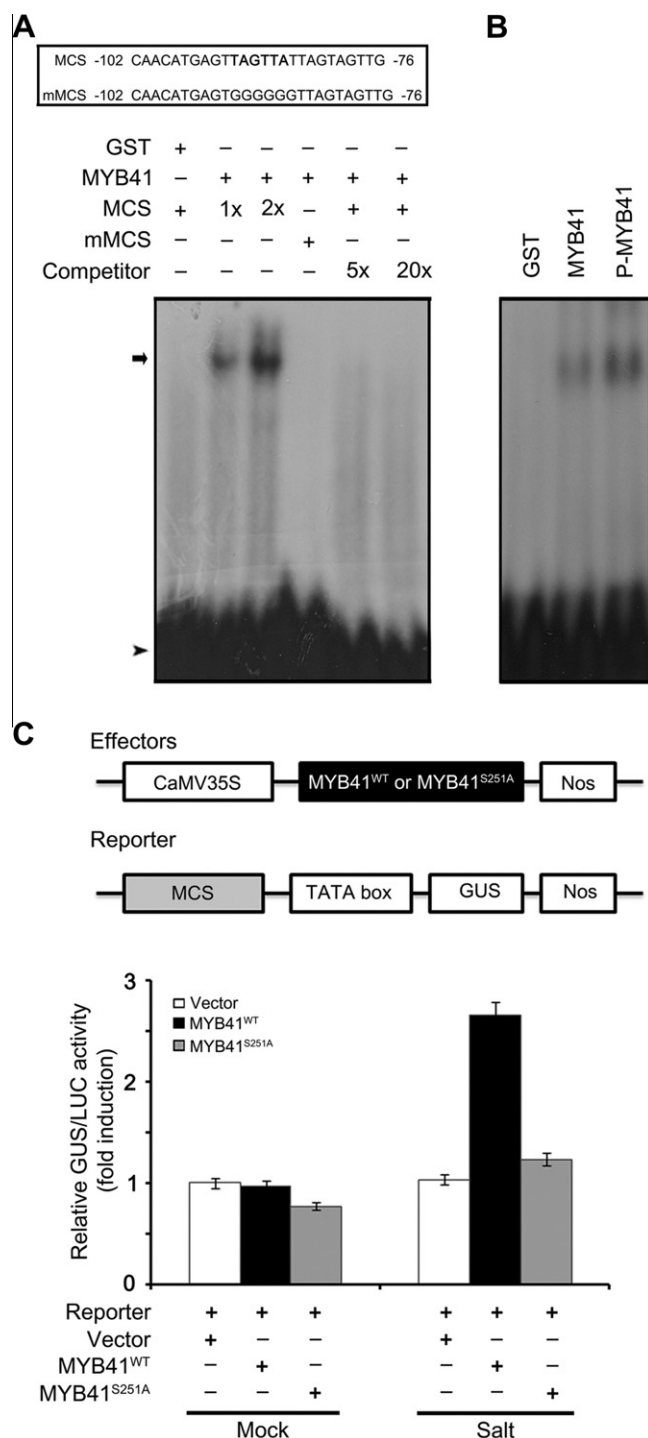 A
MCS -102 CAACATGAGTTAGTTATTAGTAGTTG -76
mMCS -102 CAACATGAGTGGGGGGTTAGTAGTTG -76
GST + – – – – –
MYB41 – + + + + +
MCS + 1x 2x – + +
mMCS – – – + – –
Competitor – – – – 5x 20x
B
GST
MYB41
P-MYB41
C
Effectors
CaMV35S MYB41WT or MYB41S251A Nos
Reporter
MCS TATA box GUS Nos
Relative GUS/LUC activity
(fold induction)
3
2
1
0
Vector
MYB41WT
MYB41S251A
Reporter + + + + + +
Vector + – – + – –
MYB41WT – + – – + –
MYB41S251A – – + – – +
Mock Salt